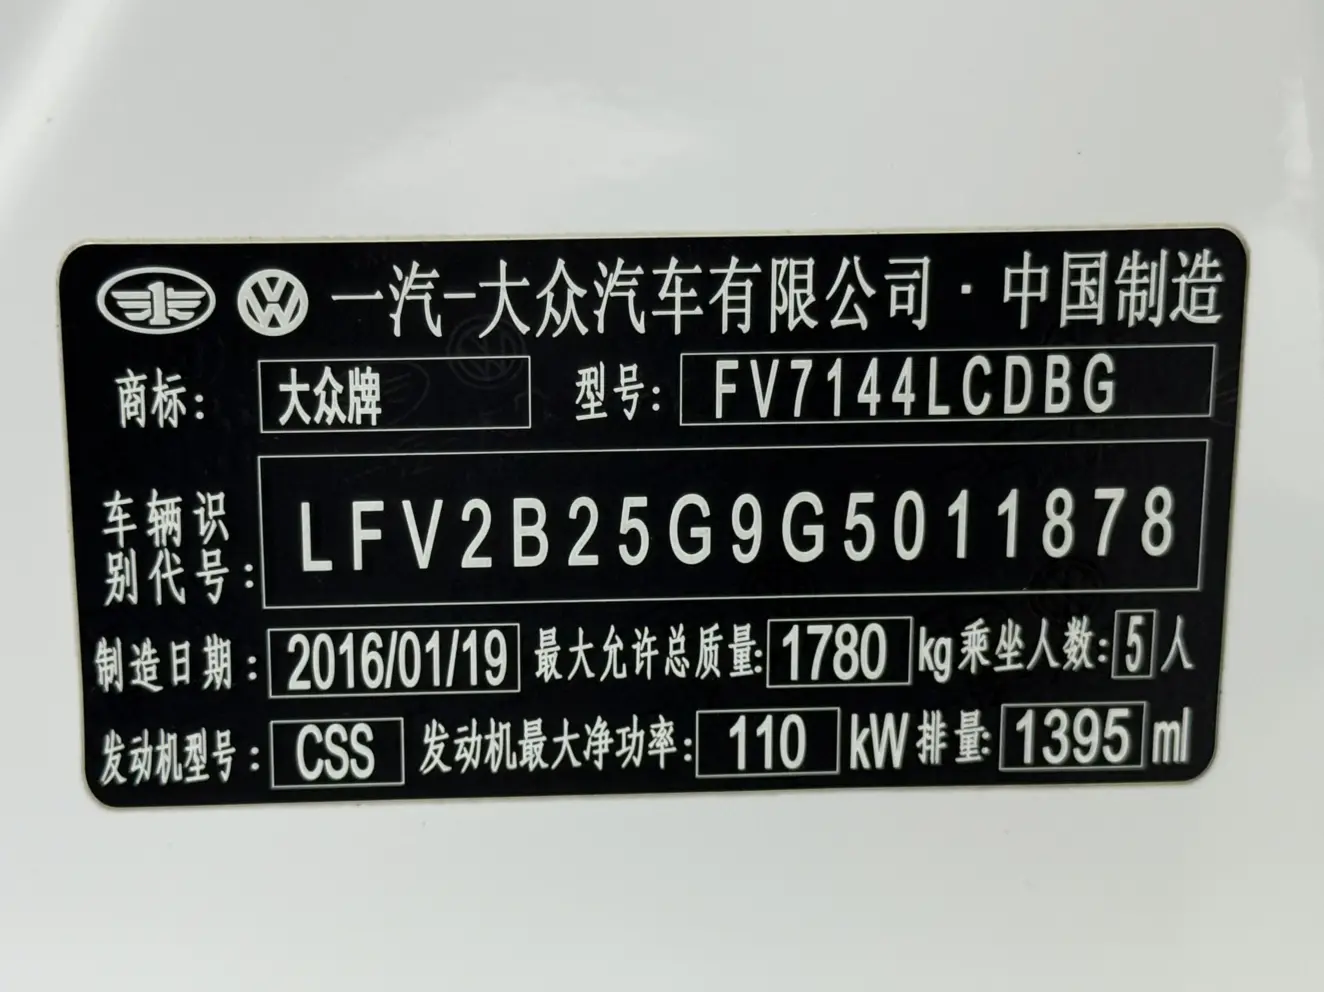 一汽-大众汽车有限公司·中国制造
商标: 大众牌 型号: FV7144LCDBG
车辆识别代号: LFV2B25G9G5011878
制造日期: 2016/01/19 最大允许总质量: 1780 kg 乘坐人数: 5 人
发动机型号: CSS 发动机最大净功率: 110 kW 排量: 1395 ml